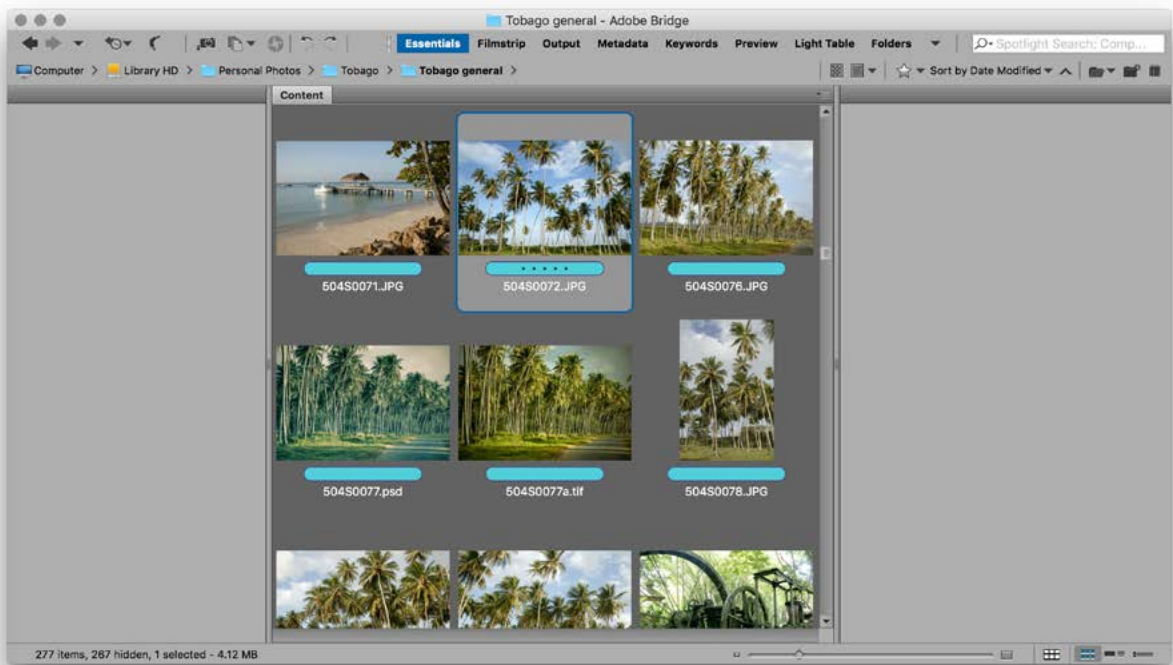 Tobago general - Adobe Bridge
Essentials Filmstrip Output Metadata Keywords Preview Light Table Folders Spotlight Search: Comp...
Computer > Library HD > Personal Photos > Tobago > Tobago general > Sort by Date Modified
Content
504S0071.JPG 504S0072.JPG 504S0076.JPG
504S0077.psd 504S0077a.tif 504S0078.JPG
277 items, 267 hidden, 1 selected - 4.12 MB